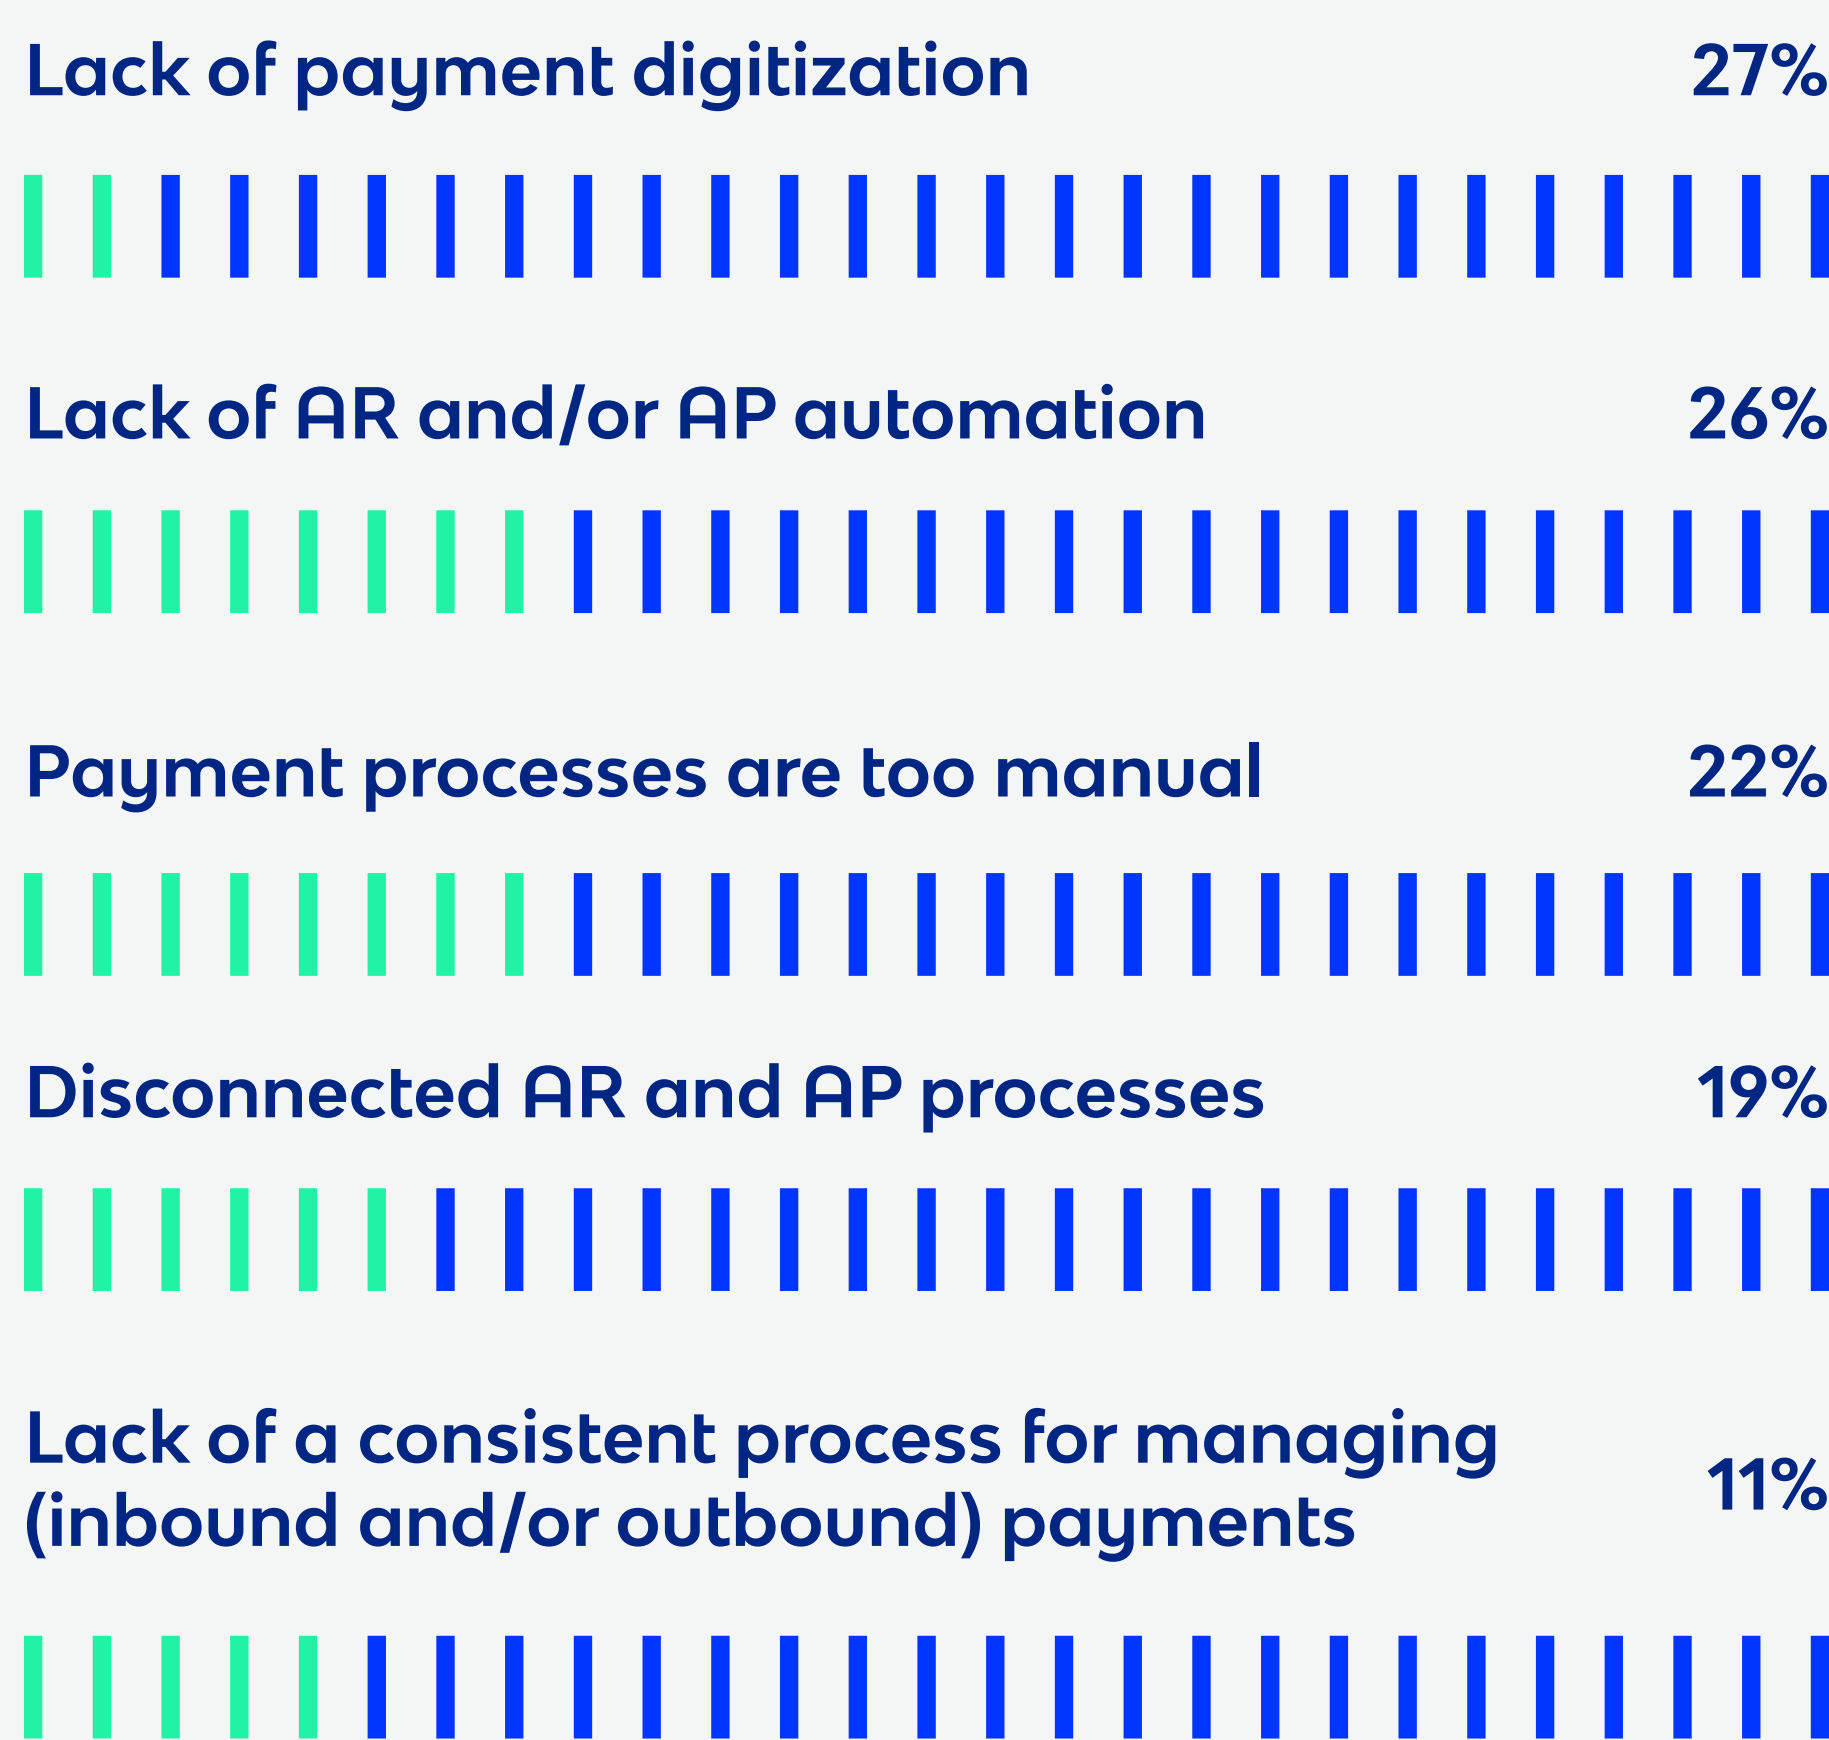 Lack of payment digitization 27%
Lack of AR and/or AP automation 26%
Payment processes are too manual 22%
Disconnected AR and AP processes 19%
Lack of a consistent process for managing
(inbound and/or outbound) payments
11%